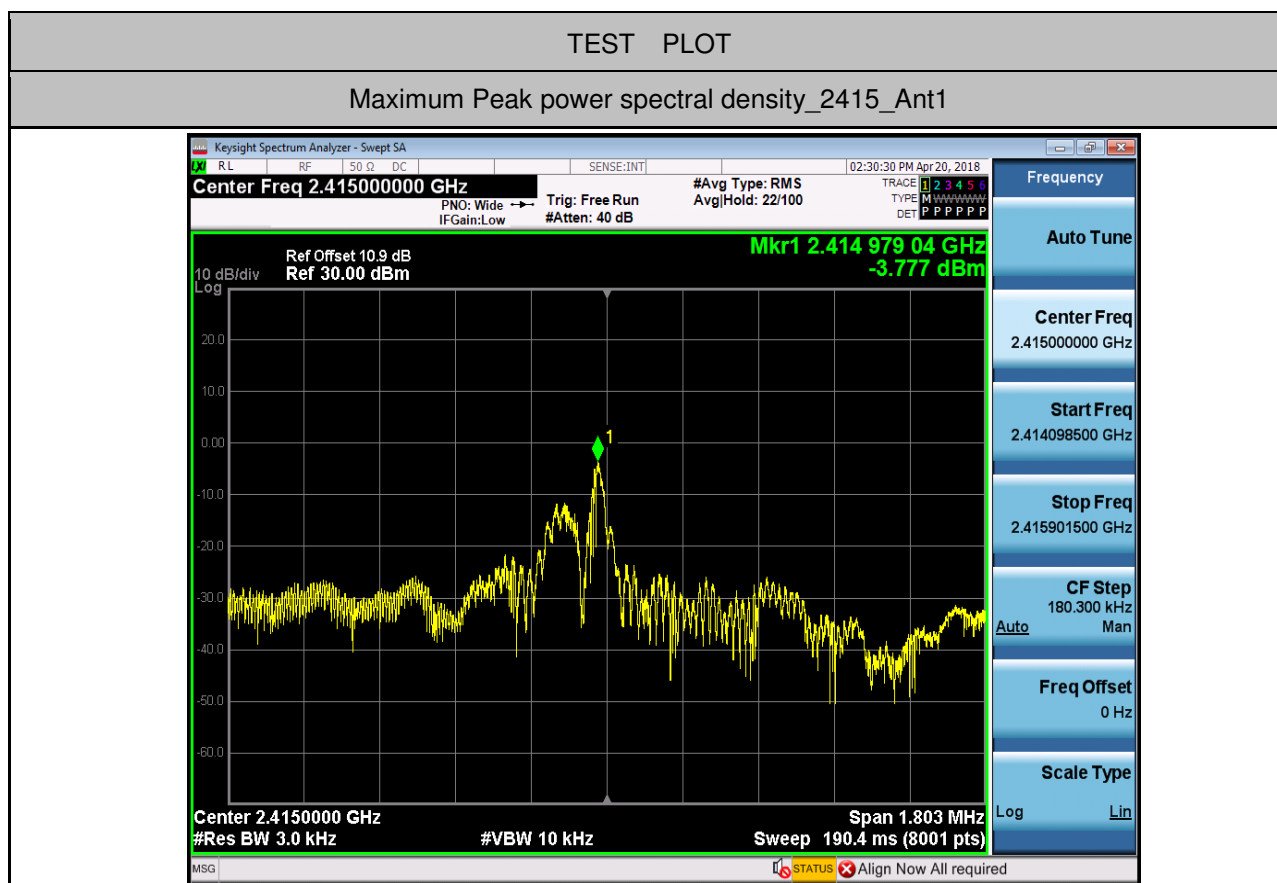 TEST PLOT
Maximum Peak power spectral density_2415_Ant1
Keysight Spectrum Analyzer - Swept SA
LXI RL RF 50 Ω DC SENSE:INT 02:30:30 PM Apr 20, 2018
Center Freq 2.415000000 GHz
PNO: Wide
IFGain:Low
Trig: Free Run
#Atten: 40 dB
#Avg Type: RMS
Avg|Hold: 22/100
TRACE 1 2 3 4 5 6
TYPE M WWWWW
DET P P P P P P
Ref Offset 10.9 dB
10 dB/div Ref 30.00 dBm
Log
Mkr1 2.414 979 04 GHz
-3.777 dBm
20.0
10.0
0.00
-10.0
-20.0
-30.0
-40.0
-50.0
-60.0
1
Center 2.4150000 GHz Span 1.803 MHz
#Res BW 3.0 kHz #VBW 10 kHz Sweep 190.4 ms (8001 pts)
MSG STATUS Align Now All required
Frequency
Auto Tune
Center Freq
2.415000000 GHz
Start Freq
2.414098500 GHz
Stop Freq
2.415901500 GHz
CF Step
180.300 kHz
Auto Man
Freq Offset
0 Hz
Scale Type
Log Lin